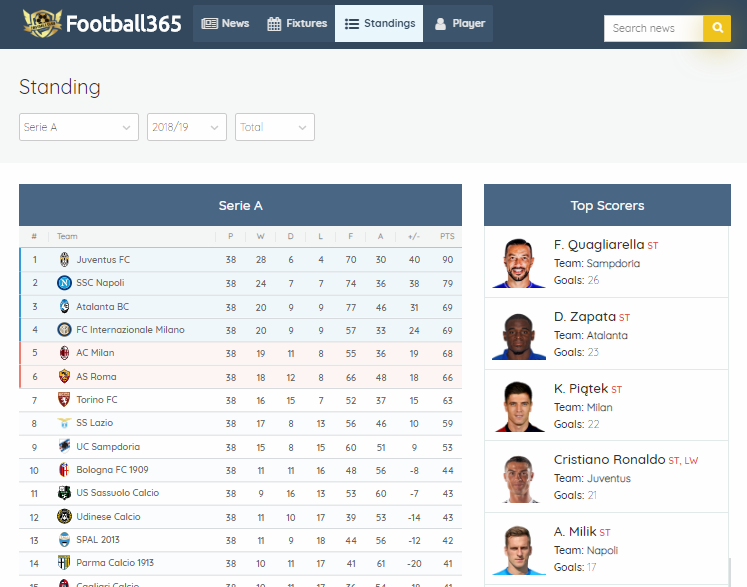 Football365
News
Fixtures
Standings
Player
Search news
Standing
Serie A
2018/19
Total
Serie A
# Team P W D L F A +/- PTS
1 Juventus FC 38 28 6 4 70 30 40 90
2 SSC Napoli 38 24 7 7 74 36 38 79
3 Atalanta BC 38 20 9 9 77 46 31 69
4 FC Internazionale Milano 38 20 9 9 57 33 24 69
5 AC Milan 38 19 11 8 55 36 19 68
6 AS Roma 38 18 12 8 66 48 18 66
7 Torino FC 38 16 15 7 52 37 15 63
8 SS Lazio 38 17 8 13 56 46 10 59
9 UC Sampdoria 38 15 8 15 60 51 9 53
10 Bologna FC 1909 38 11 11 16 48 56 -8 44
11 US Sassuolo Calcio 38 9 16 13 53 60 -7 43
12 Udinese Calcio 38 11 10 17 39 53 -14 43
13 SPAL 2013 38 11 9 18 44 56 -12 42
14 Parma Calcio 1913 38 10 11 17 41 61 -20 41
Cagliari Calcio 38 10 11 17 36 54 -18 41
Top Scorers
F. Quagliarella ST
Team: Sampdoria
Goals: 26
D. Zapata ST
Team: Atalanta
Goals: 23
K. Piątek ST
Team: Milan
Goals: 22
Cristiano Ronaldo ST, LW
Team: Juventus
Goals: 21
A. Milik ST
Team: Napoli
Goals: 17